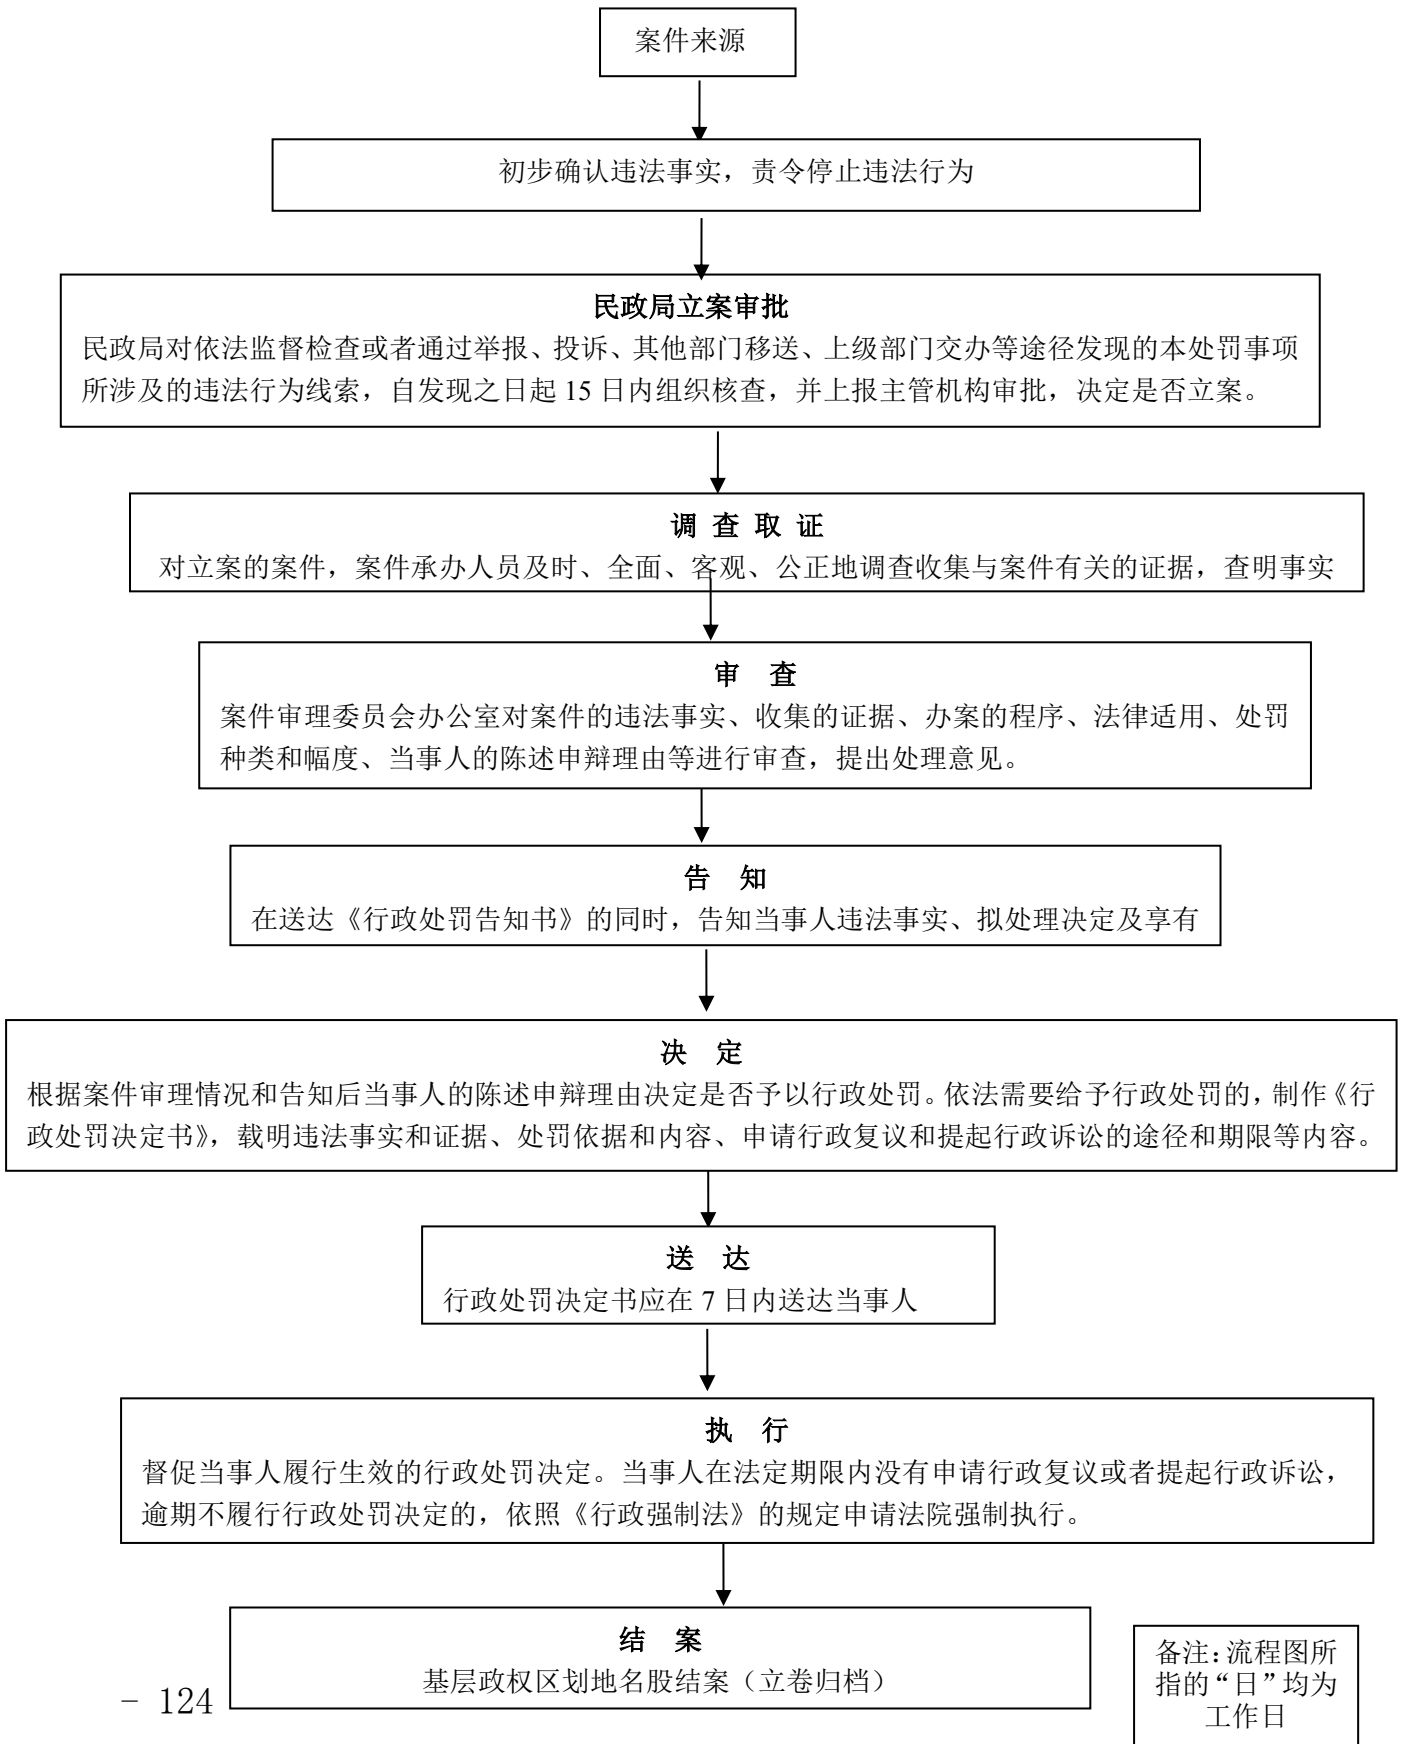 案件来源
初步确认违法事实，责令停止违法行为
民政局立案审批
民政局对依法监督检查或者通过举报、投诉、其他部门移送、上级部门交办等途径发现的本处罚事项
所涉及的违法行为线索，自发现之日起 15 日内组织核查，并上报主管机构审批，决定是否立案。
调 查 取 证
对立案的案件，案件承办人员及时、全面、客观、公正地调查收集与案件有关的证据，查明事实
审 查
案件审理委员会办公室对案件的违法事实、收集的证据、办案的程序、法律适用、处罚
种类和幅度、当事人的陈述申辩理由等进行审查，提出处理意见。
告 知
在送达《行政处罚告知书》的同时，告知当事人违法事实、拟处理决定及享有
决 定
根据案件审理情况和告知后当事人的陈述申辩理由决定是否予以行政处罚。依法需要给予行政处罚的，制作《行
政处罚决定书》，载明违法事实和证据、处罚依据和内容、申请行政复议和提起行政诉讼的途径和期限等内容。
送 达
行政处罚决定书应在 7 日内送达当事人
执 行
督促当事人履行生效的行政处罚决定。当事人在法定期限内没有申请行政复议或者提起行政诉讼，
逾期不履行行政处罚决定的，依照《行政强制法》的规定申请法院强制执行。
结 案
基层政权区划地名股结案（立卷归档）
备注：流程图所
指的“日”均为
工作日
- 124